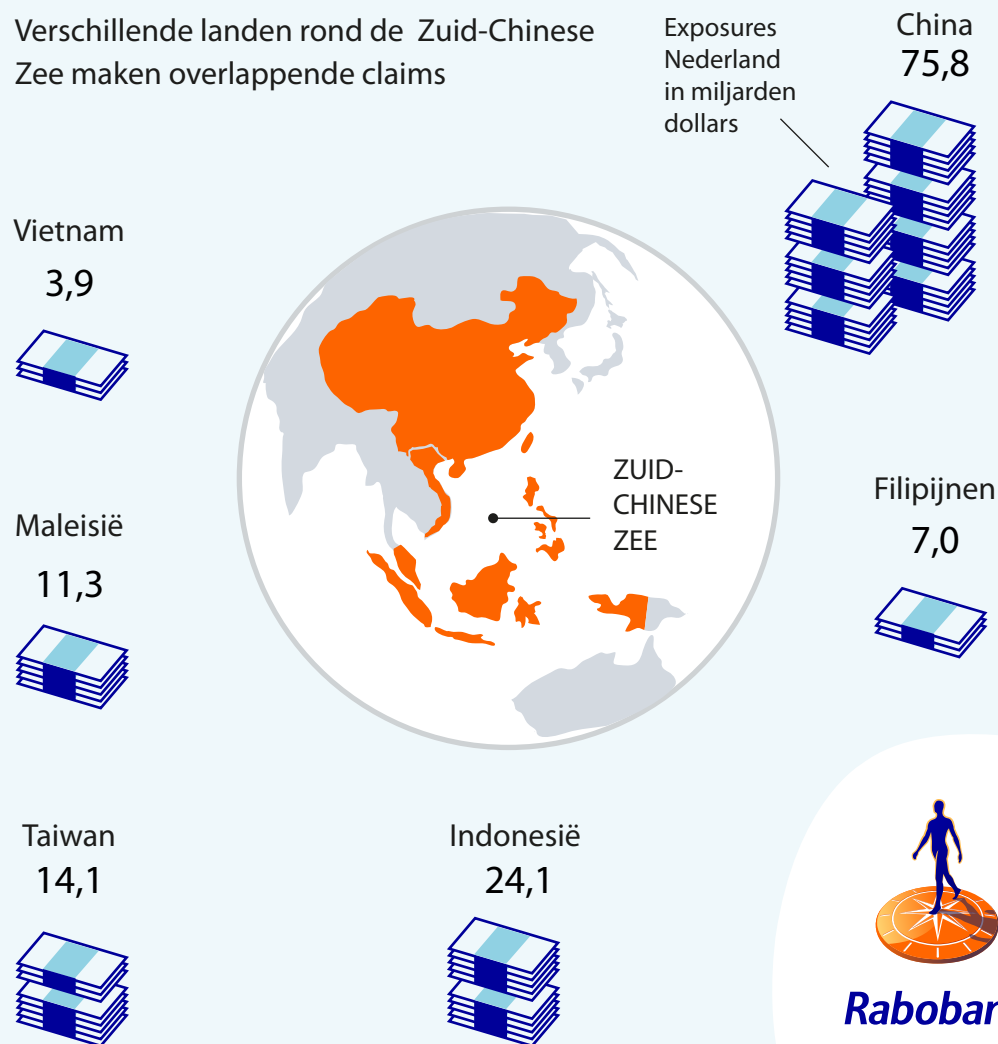 Verschillende landen rond de Zuid-Chinese
Zee maken overlappende claims
Exposures
Nederland
in miljarden
dollars
China
75,8
Vietnam
3,9
Maleisië
11,3
ZUID-
CHINESE
ZEE
Filipijnen
7,0
Taiwan
14,1
Indonesië
24,1